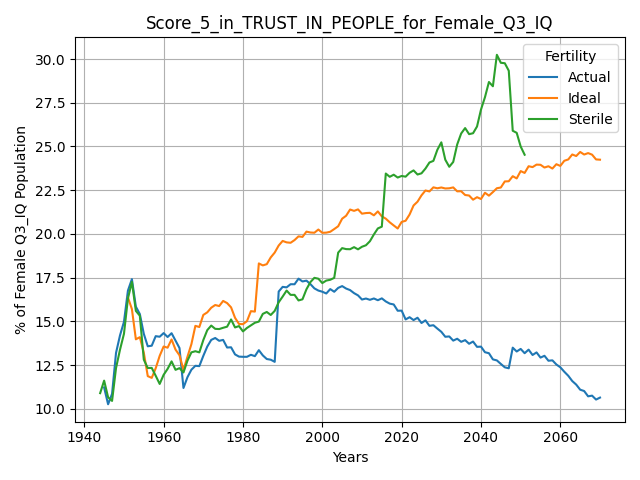 Score_5_in_TRUST_IN_PEOPLE_for_Female_Q3_IQ
Fertility
Actual
Ideal
Sterile
% of Female Q3_IQ Population
30.0
27.5
25.0
22.5
20.0
17.5
15.0
12.5
10.0
1940 1960 1980 2000 2020 2040 2060
Years